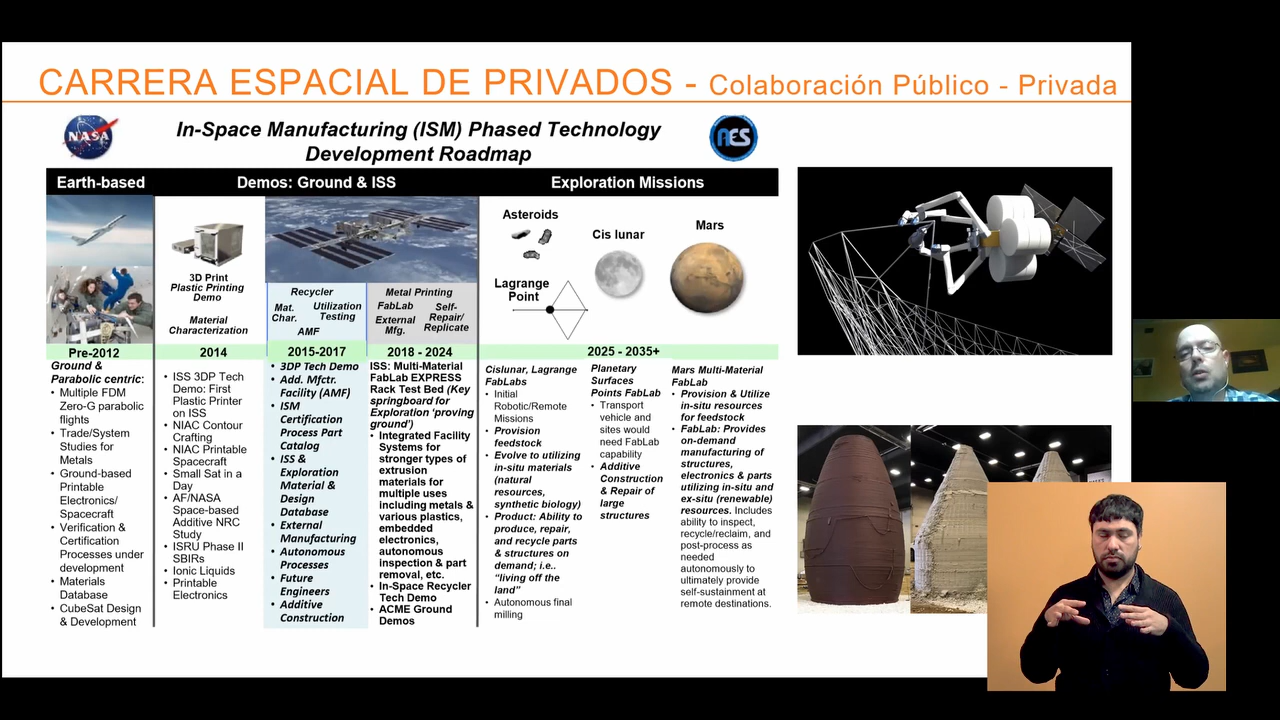 CARRERA ESPACIAL DE PRIVADOS - Colaboración Público - Privada
NASA
In-Space Manufacturing (ISM) Phased Technology
Development Roadmap
AES
Earth-based
Demos: Ground & ISS
Exploration Missions
3D Print
Plastic Printing
Demo
Material
Characterization
Recycler
Mat.
Char.
Utilization
Testing
AMF
Metal Printing
FabLab
External
Mfg.
Self-
Repair/
Replicate
Asteroids
Cis lunar
Mars
Lagrange
Point
Pre-2012
2014
2015-2017
2018 - 2024
2025 - 2035+
Ground &
Parabolic centric:
• Multiple FDM
Zero-G parabolic
flights
• Trade/System
Studies for
Metals
• Ground-based
Printable
Electronics/
Spacecraft
• Verification &
Certification
Processes under
development
• Materials
Database
• CubeSat Design
& Development
• ISS 3DP Tech
Demo: First
Plastic Printer
on ISS
• NIAC Contour
Crafting
• NIAC Printable
Spacecraft
• Small Sat in a
Day
• AF/NASA
Space-based
Additive NRC
Study
• ISRU Phase II
SBIRs
• Ionic Liquids
• Printable
Electronics
• 3DP Tech Demo
• Add. Mfctr.
Facility (AMF)
• ISM
Certification
Process Part
Catalog
• ISS &
Exploration
Material &
Design
Database
• External
Manufacturing
• Autonomous
Processes
• Future
Engineers
• Additive
Construction
ISS: Multi-Material
FabLab EXPRESS
Rack Test Bed (Key
springboard for
Exploration ‘proving
ground’)
• Integrated Facility
Systems for
stronger types of
extrusion
materials for
multiple uses
including metals &
various plastics,
embedded
electronics,
autonomous
inspection & part
removal, etc.
• In-Space Recycler
Tech Demo
• ACME Ground
Demos
Cislunar, Lagrange
FabLabs
• Initial
Robotic/Remote
Missions
• Provision
feedstock
• Evolve to utilizing
in-situ materials
(natural
resources,
synthetic biology)
• Product: Ability to
produce, repair,
and recycle parts
& structures on
demand; i.e..
“living off the
land”
• Autonomous final
milling
Planetary
Surfaces
Points FabLab
• Transport
vehicle and
sites would
need FabLab
capability
• Additive
Construction
& Repair of
large
structures
Mars Multi-Material
FabLab
• Provision & Utilize
in-situ resources
for feedstock
• FabLab: Provides
on-demand
manufacturing of
structures,
electronics & parts
utilizing in-situ and
ex-situ (renewable)
resources. Includes
ability to inspect,
recycle/reclaim, and
post-process as
needed
autonomously to
ultimately provide
self-sustainment at
remote destinations.